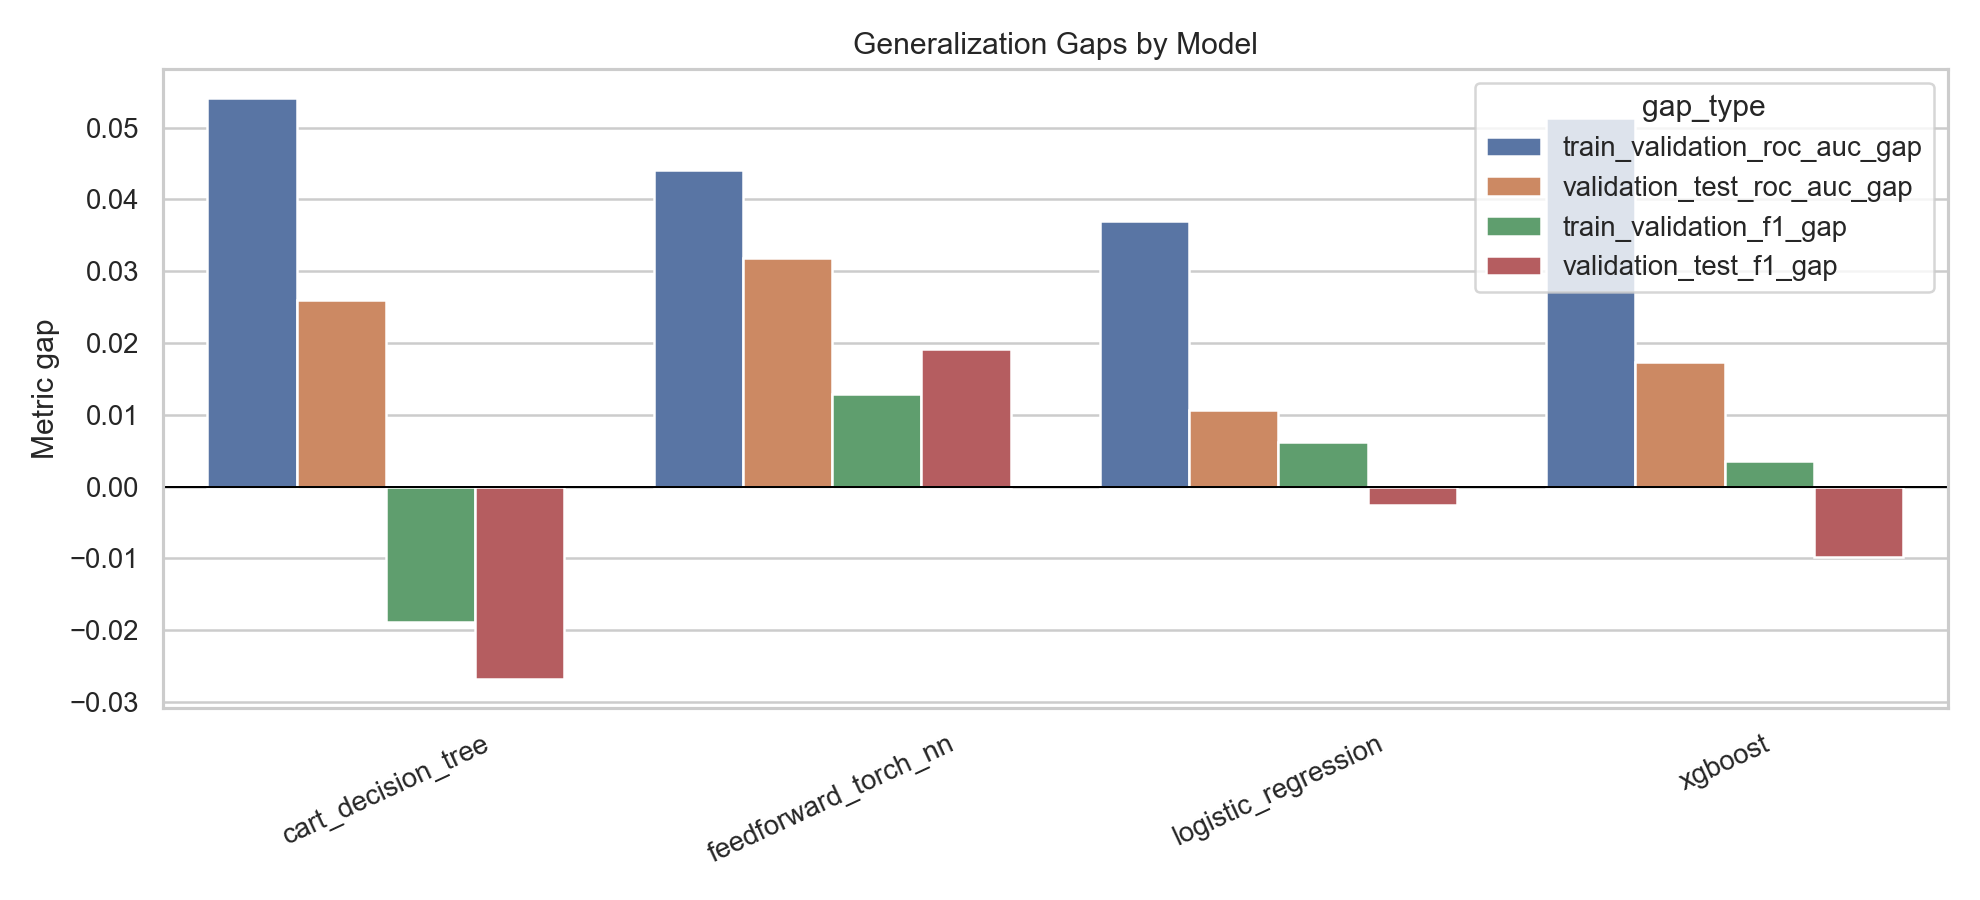 Generalization Gaps by Model
gap_type
train_validation_roc_auc_gap
validation_test_roc_auc_gap
train_validation_f1_gap
validation_test_f1_gap
Metric gap
0.05
0.04
0.03
0.02
0.01
0.00
−0.01
−0.02
−0.03
cart_decision_tree
feedforward_torch_nn
logistic_regression
xgboost